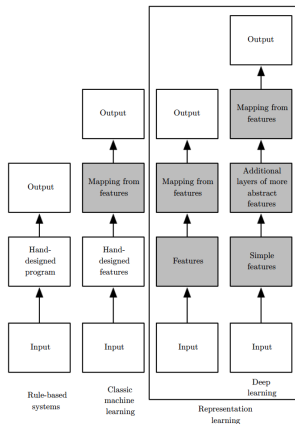 Output
Output
Mapping from
features
Output
Mapping from
features
Output
Mapping from
features
Additional
layers of more
abstract
features
Hand-
designed
program
Hand-
designed
features
Features
Simple
features
Input
Input
Input
Input
Rule-based
systems
Classic
machine
learning
Representation
learning
Deep
learning